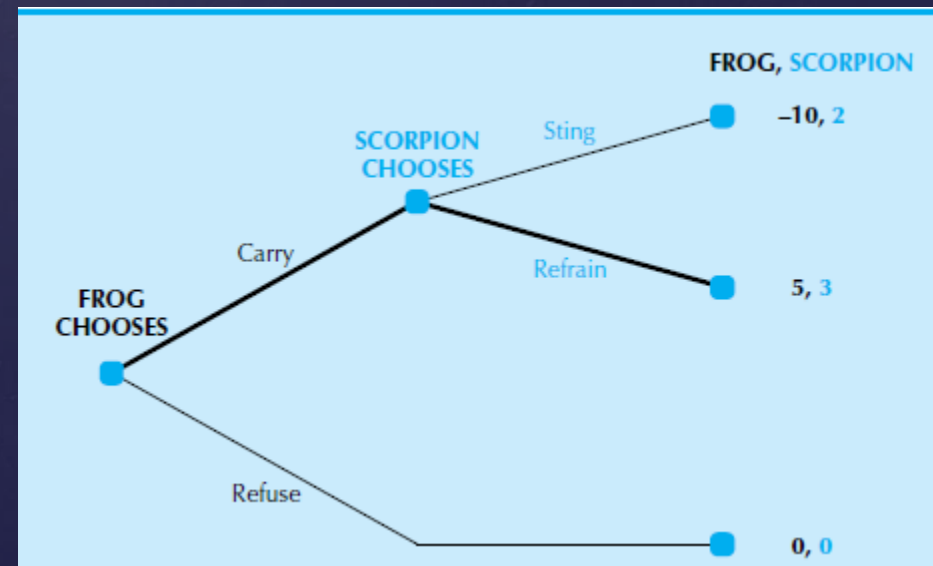 FROG, SCORPION
–10, 2
Sting
SCORPION
CHOOSES
Carry
Refrain
5, 3
FROG
CHOOSES
Refuse
0, 0